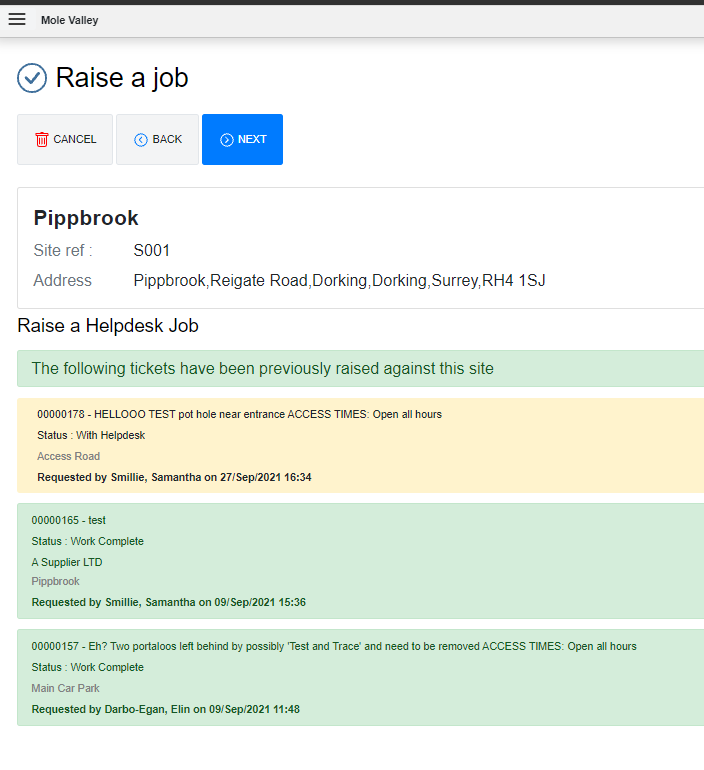 Mole Valley
Raise a job
CANCEL
BACK
NEXT
Pippbrook
Site ref : S001
Address Pippbrook,Reigate Road,Dorking,Dorking,Surrey,RH4 1SJ
Raise a Helpdesk Job
The following tickets have been previously raised against this site
00000178 - HELLOOO TEST pot hole near entrance ACCESS TIMES: Open all hours
Status : With Helpdesk
Access Road
Requested by Smillie, Samantha on 27/Sep/2021 16:34
00000165 - test
Status : Work Complete
A Supplier LTD
Pippbrook
Requested by Smillie, Samantha on 09/Sep/2021 15:36
00000157 - Eh? Two portaloos left behind by possibly 'Test and Trace' and need to be removed ACCESS TIMES: Open all hours
Status : Work Complete
Main Car Park
Requested by Darbo-Egan, Elin on 09/Sep/2021 11:48